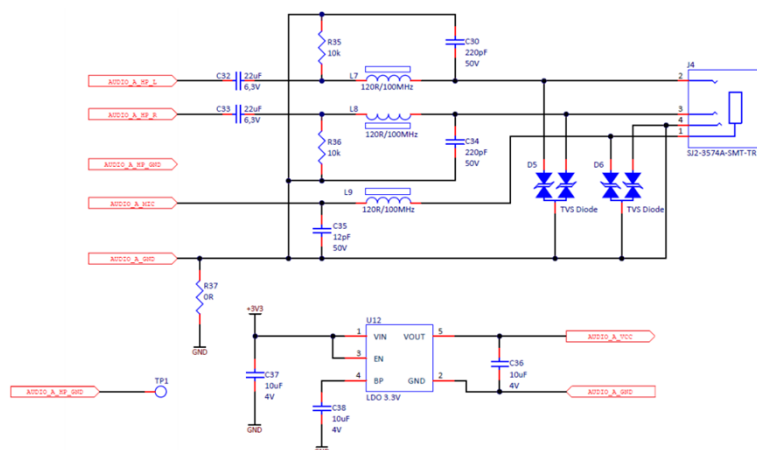 R35
10k
C30
220pF
50V
J4
AUDIO_A_HP_L
C32
22uF
6,3V
L7
120R/100MHz
2
AUDIO_A_HP_R
C33
22uF
6,3V
L8
120R/100MHz
3
4
1
R36
10k
C34
220pF
50V
SJ2-3574A-SMT-TR
AUDIO_A_HP_GND
D5
D6
L9
120R/100MHz
AUDIO_A_MIC
TVS Diode
TVS Diode
C35
12pF
50V
AUDIO_A_GND
R37
0R
GND
+3V3
U12
1
VIN
VOUT
5
AUDIO_A_VCC
3
EN
C36
10uF
4V
C37
10uF
4V
4
BP
GND
2
AUDIO_A_GND
LDO 3.3V
AUDIO_A_HP_GND
TP1
C38
10uF
4V
GND
GND